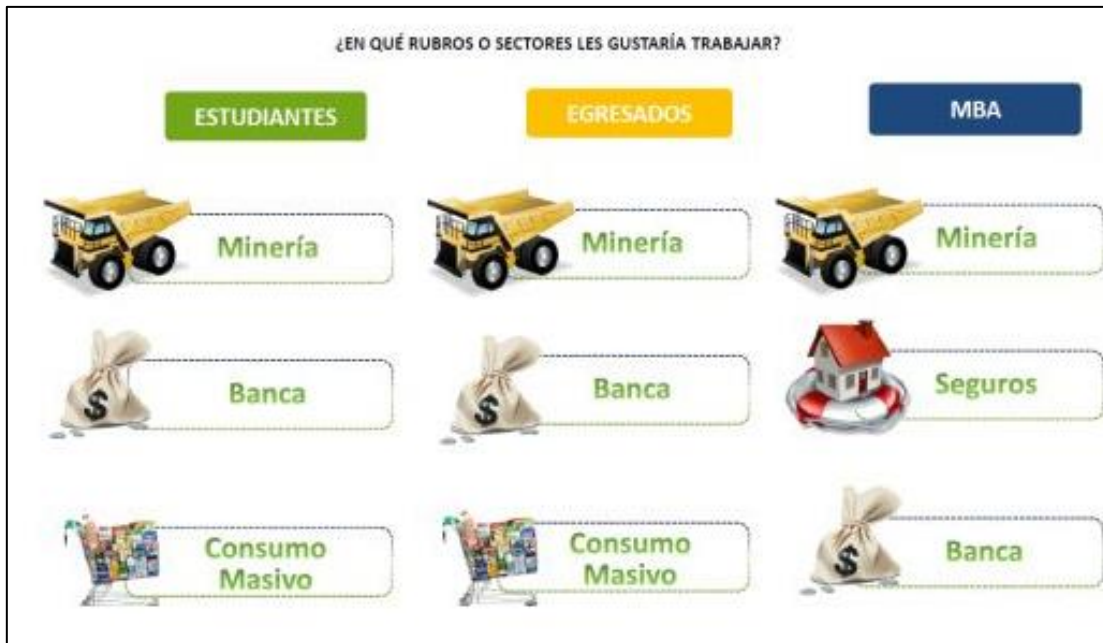 ¿EN QUÉ RUBROS O SECTORES LES GUSTARÍA TRABAJAR?
ESTUDIANTES
EGRESADOS
MBA
Minería
Minería
Minería
Banca
Banca
Seguros
Consumo
Masivo
Consumo
Masivo
Banca